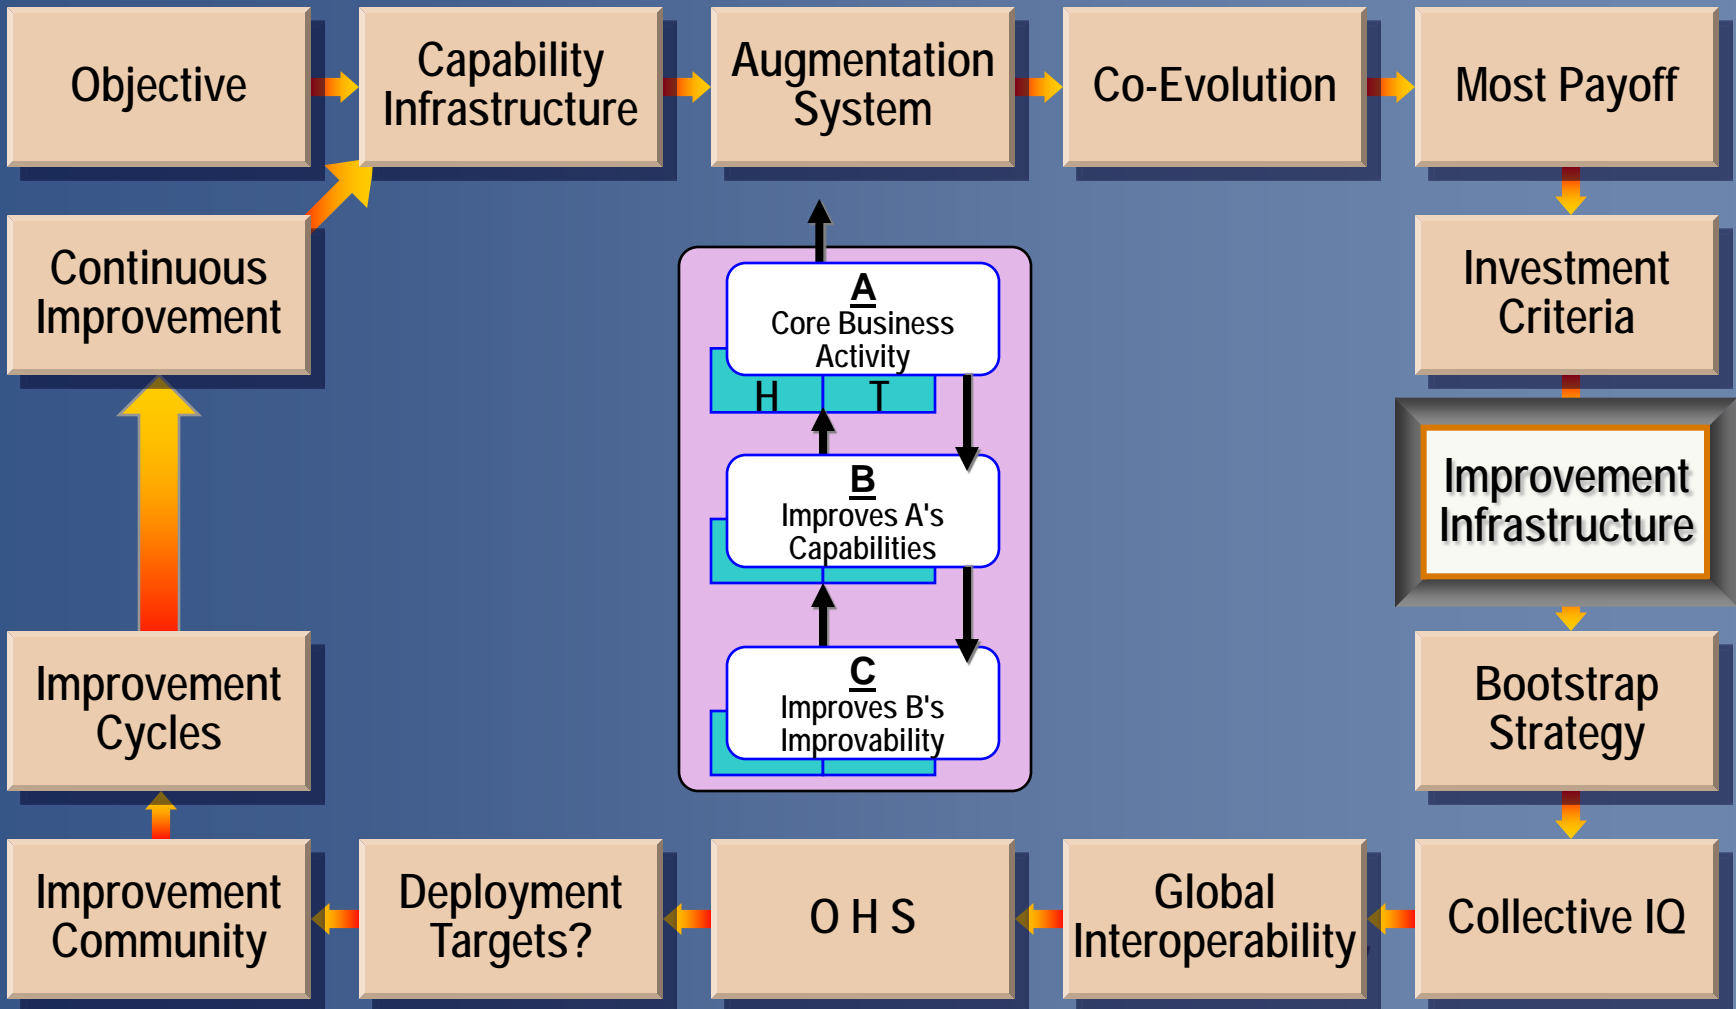 Objective
Capability
Infrastructure
Augmentation
System
Co-Evolution
Most Payoff
Continuous
Improvement
Investment
Criteria
A
Core Business
Activity
H T
Improvement
Infrastructure
B
Improves A's
Capabilities
Improvement
Cycles
C
Improves B's
Improvability
Bootstrap
Strategy
Improvement
Community
Deployment
Targets?
O H S
Global
Interoperability
Collective IQ